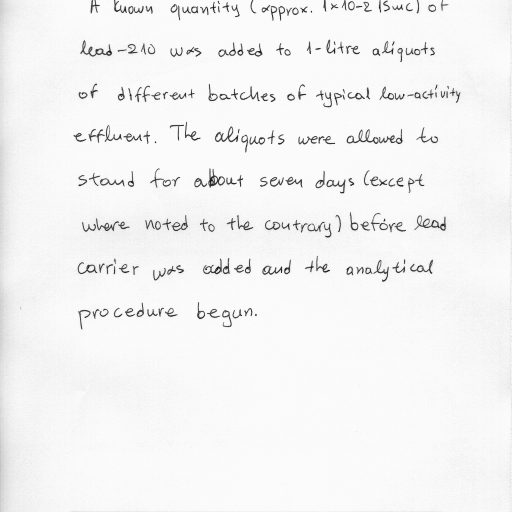 A known quantity (approx. 1×10-2 15mc) of
lead-210 was added to 1-litre aliquots
of different batches of typical low-activity
effluent. The aliquots were allowed to
stand for about seven days (except
where noted to the contrary) before lead
carrier was added and the analytical
procedure begun.